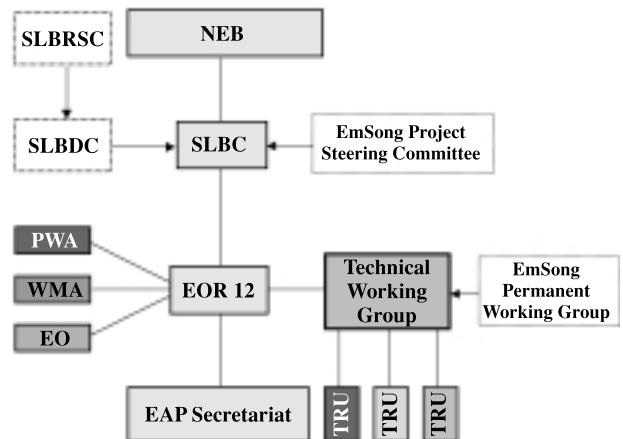 SLBRSC
NEB
SLBDC
SLBC
EmSong Project
Steering Committee
PWA
WMA
EO
EOR 12
Technical
Working
Group
EmSong
Permanent
Working Group
EAP Secretariat
TRU
TRU
TRU